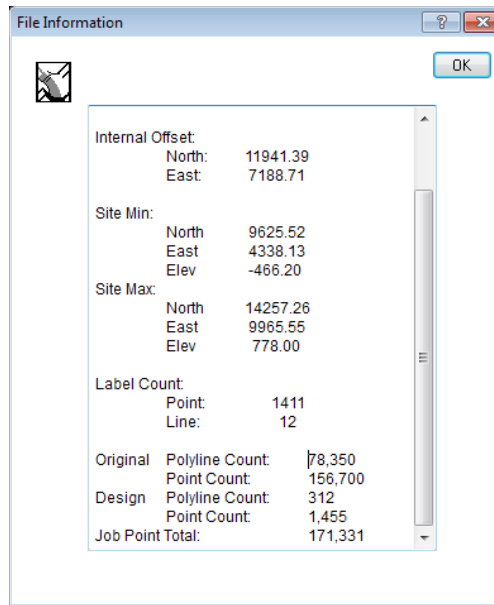 File Information
?
X
OK
Internal Offset:
North: 11941.39
East: 7188.71
Site Min:
North 9625.52
East 4338.13
Elev -466.20
Site Max:
North 14257.26
East 9965.55
Elev 778.00
Label Count:
Point: 1411
Line: 12
Original Polyline Count: 78,350
Point Count: 156,700
Design Polyline Count: 312
Point Count: 1,455
Job Point Total: 171,331